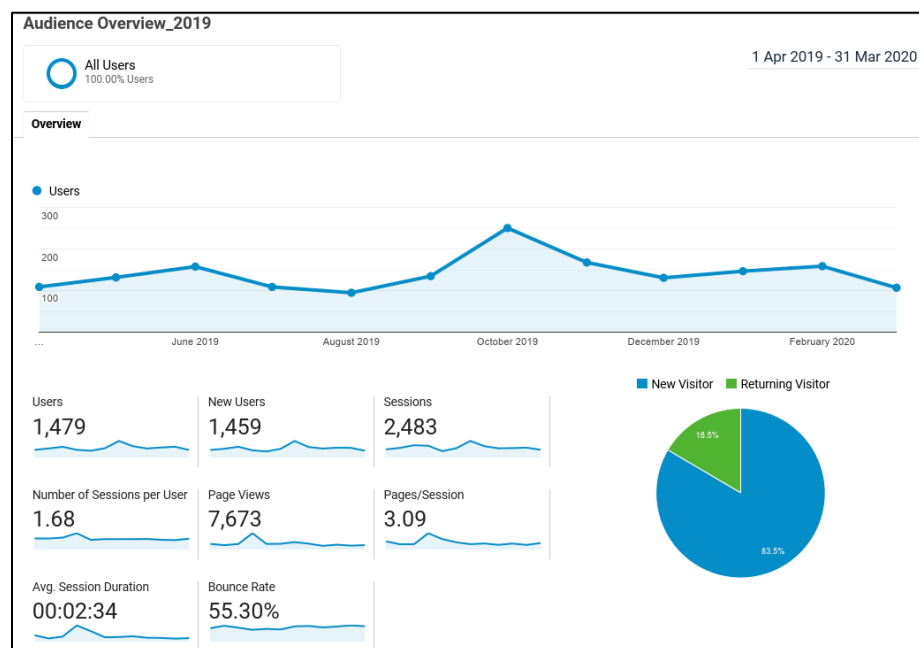 Audience Overview_2019
All Users
100.00% Users
1 Apr 2019 - 31 Mar 2020
Overview
Users
300
200
100
...
June 2019
August 2019
October 2019
December 2019
February 2020
Users
1,479
New Users
1,459
Sessions
2,483
Number of Sessions per User
1.68
Page Views
7,673
Pages/Session
3.09
Avg. Session Duration
00:02:34
Bounce Rate
55.30%
New Visitor
Returning Visitor
16.5%
83.5%